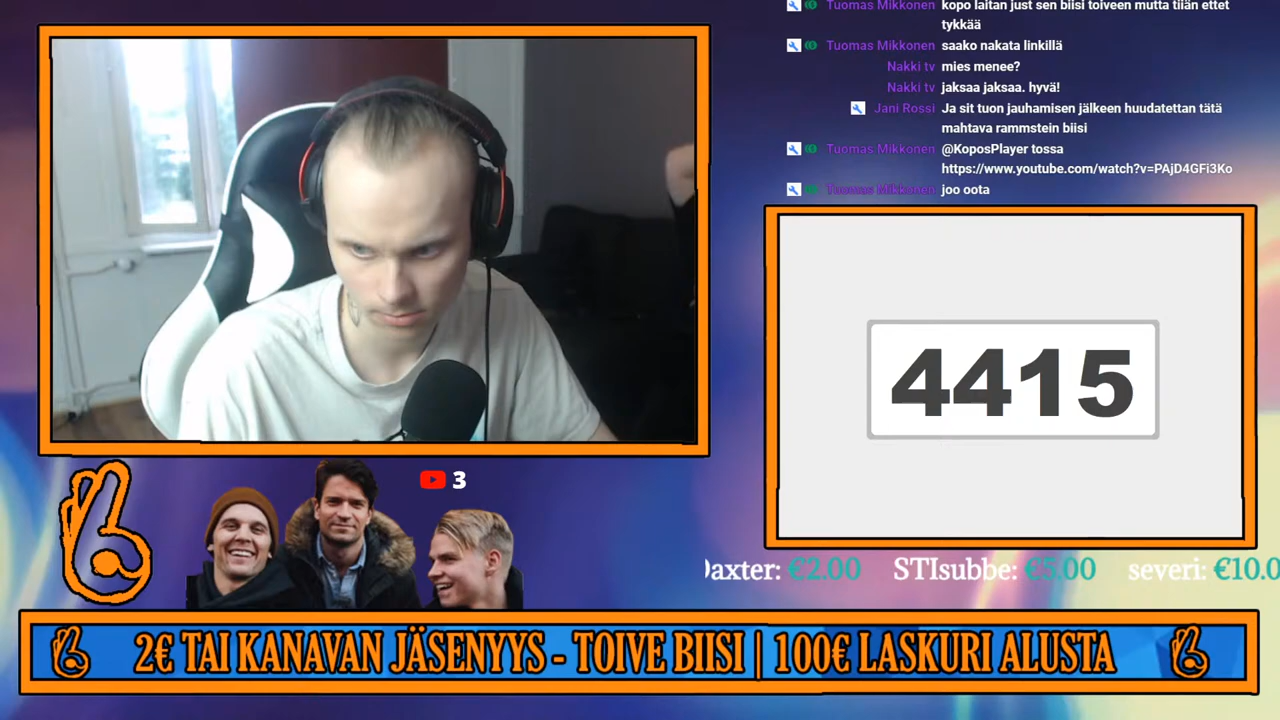 Tuomas Mikkonen kopo laitan just sen biisi toiveen mutta tiiän ettet
tykkää
Tuomas Mikkonen saako nakata linkillä
Nakki tv mies menee?
Nakki tv jaksaa jaksaa. hyvä!
Jani Rossi Ja sit tuon jauhamisen jälkeen huudatettan tätä
mahtava rammstein biisi
Tuomas Mikkonen @KoposPlayer tossa
https://www.youtube.com/watch?v=PAjD4GFi3Ko
Tuomas Mikkonen joo oota
4415
3
axter: €2.00 STIsubbe: €5.00 severi: €10.0
2€ TAI KANAVAN JÄSENYYS - TOIVE BIISI | 100€ LASKURI ALUSTA